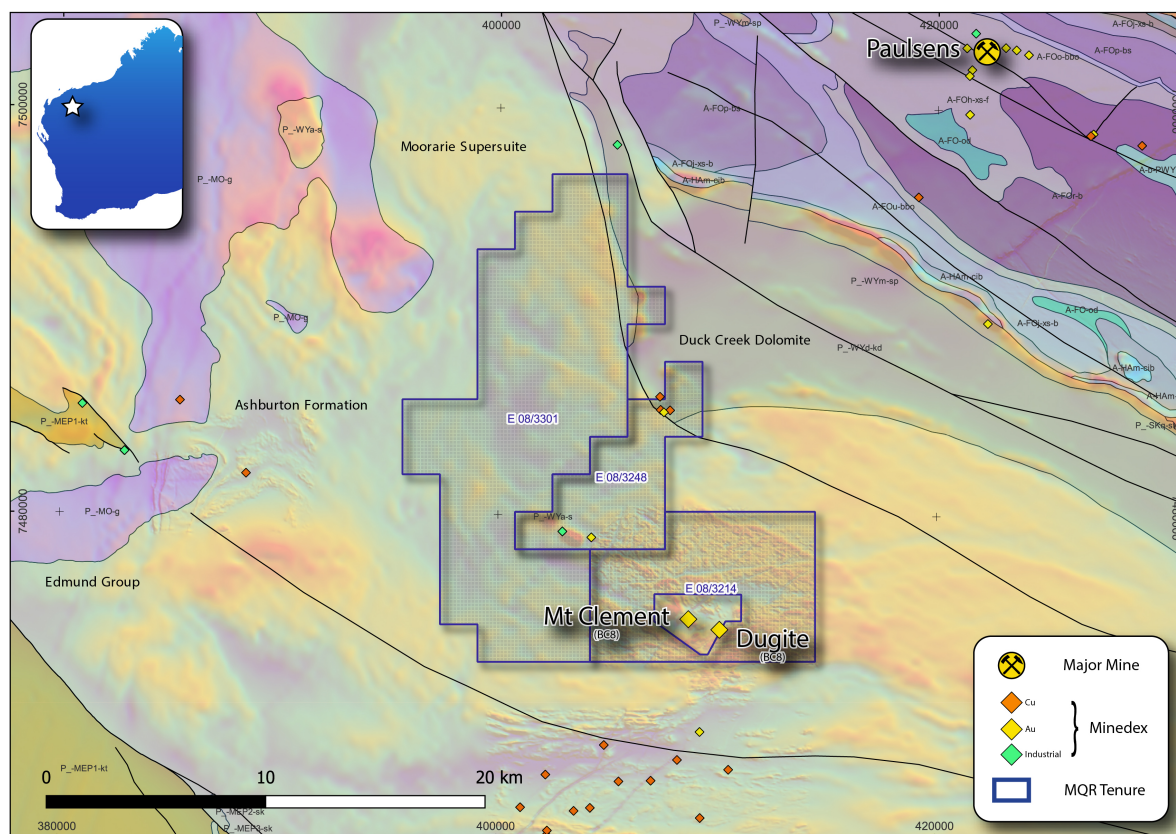 400000
420000
P_-WYm-sp
A-FOj-xs-b
Paulsens
A-FOo-bbo
A-FOp-bs
7500000
A-FOh-xs-f
A-FOp-bs
P_-WYa-s
Moorarie Supersuite
A-FO-od
A-FOj-xs-b
A-HAm-cib
P_-MO-g
A-FOr-b
A-FOu-bbo
A-HAm-cib
P_-WYm-sp
A-FO-od
P_-MO-g
A-FOj-xs-b
Duck Creek Dolomite
P_-WYd-kd
A-HAm-cib
Ashburton Formation
E 08/3301
P_-MEP1-kt
E 08/3248
7480000
P_-MO-g
P_-WYa-s
Edmund Group
E 08/3214
Mt Clement
(BC8)
Dugite
(BC8)
Major Mine
Cu
Au
Minedex
Industrial
MQR Tenure
P_-MEP1-kt
0
10
20 km
P_-MEP2-sk
P_-MEP3-sk
380000
400000
420000